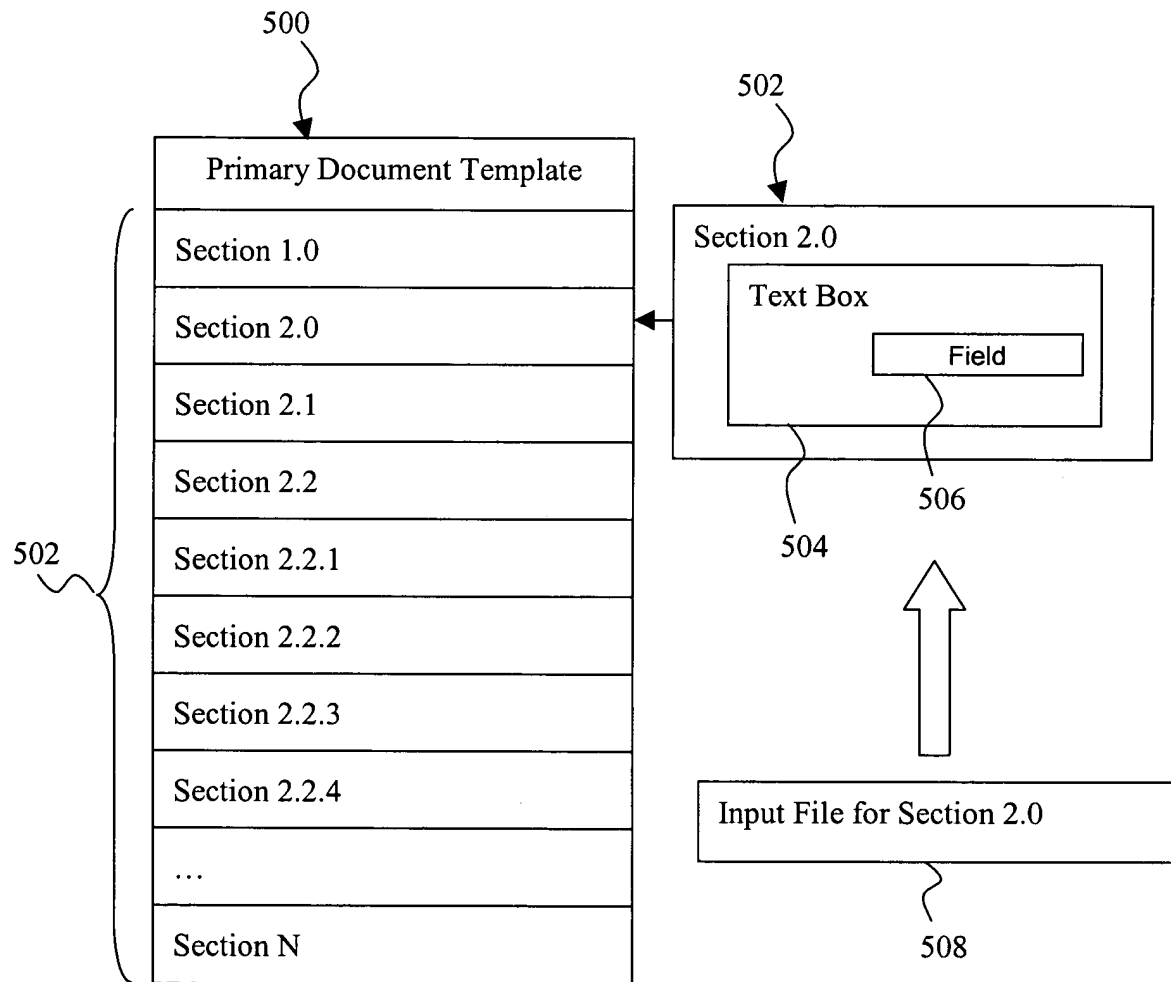 500
Primary Document Template
Section 1.0
Section 2.0
Section 2.1
Section 2.2
Section 2.2.1
Section 2.2.2
Section 2.2.3
Section 2.2.4
...
Section N
502
502
Section 2.0
Text Box
Field
506
504
Input File for Section 2.0
508